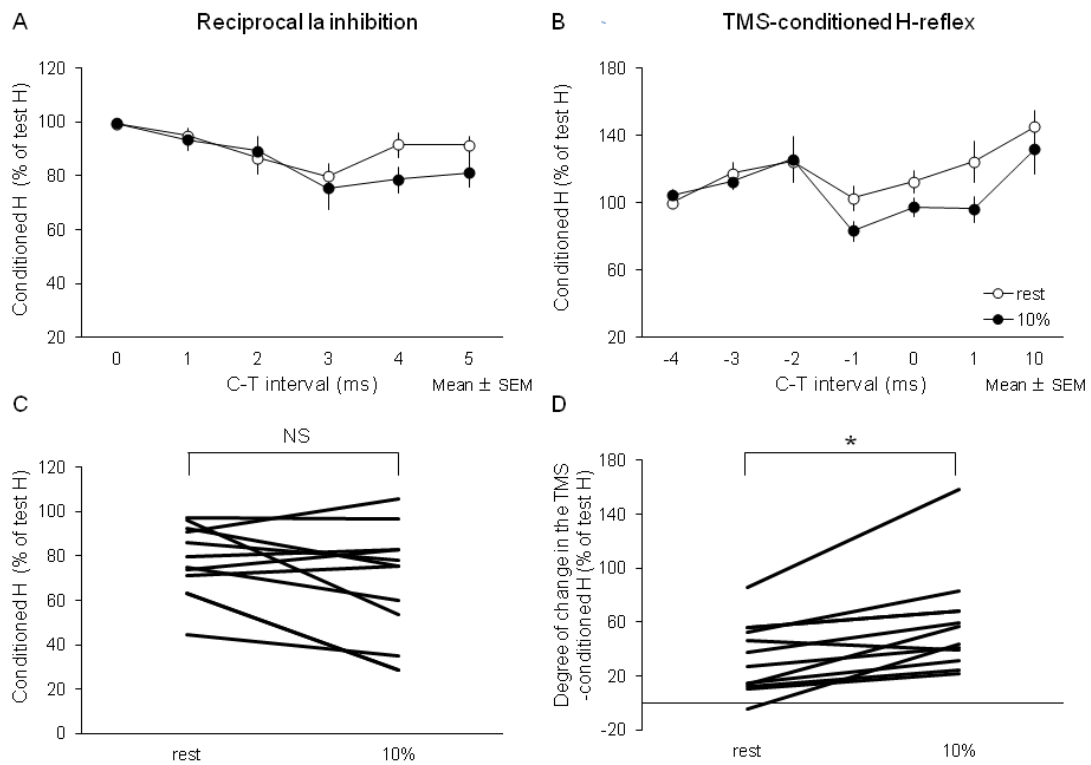 A
Reciprocal Ia inhibition
Conditioned H (% of test H)
120
100
80
60
40
20
0
1
2
3
4
5
C-T interval (ms)
Mean ± SEM
B
TMS-conditioned H-reflex
Conditioned H (% of test H)
180
140
100
60
20
rest
10%
-4
-3
-2
-1
0
1
10
C-T interval (ms)
Mean ± SEM
C
NS
Conditioned H (% of test H)
120
100
80
60
40
20
0
rest
10%
D
*
Degree of change in the TMS
-conditioned H (% of test H)
180
140
100
60
20
-20
rest
10%